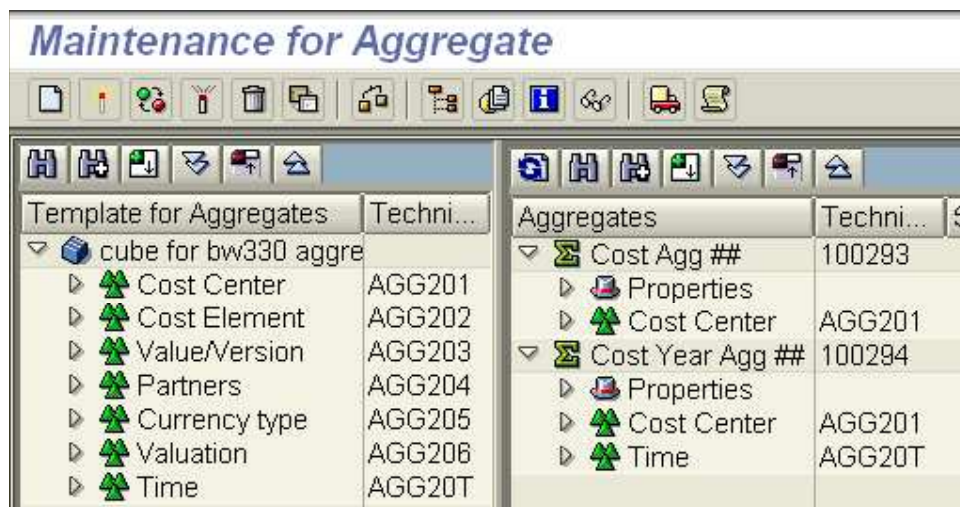 Maintenance for Aggregate
Template for Aggregates Techni...
cube for bw330 aggre
Cost Center AGG201
Cost Element AGG202
Value/Version AGG203
Partners AGG204
Currency type AGG205
Valuation AGG206
Time AGG20T
Aggregates Techni... S
Cost Agg ## 100293
Properties
Cost Center AGG201
Cost Year Agg ## 100294
Properties
Cost Center AGG201
Time AGG20T